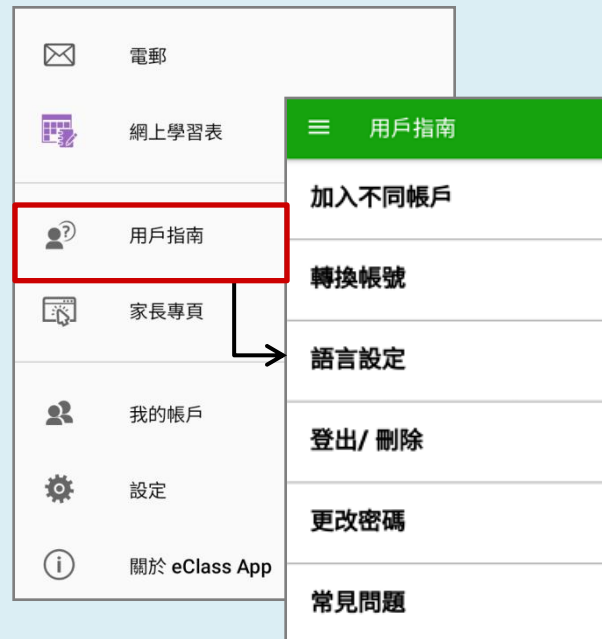 電郵
網上學習表
用戶指南
家長專頁
我的帳戶
設定
關於 eClass App
用戶指南
加入不同帳戶
轉換帳號
語言設定
登出/ 刪除
更改密碼
常見問題